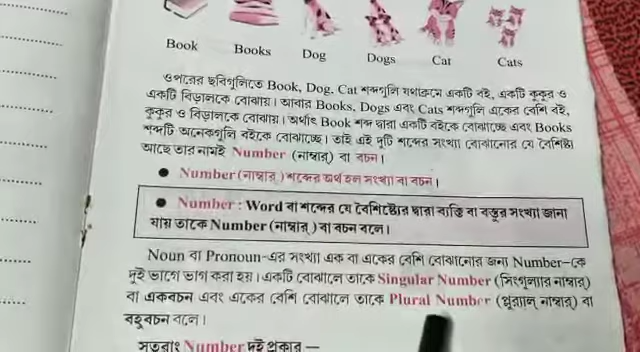 Book Books Dog Dogs Cat Cats
ওপরের ছবিগুলিতে Book, Dog. Cat শব্দগুলি যথাক্রমে একটি বই, একটি কুকুর ও
একটি বিড়ালকে বোঝায়। আবার Books, Dogs এবং Cats শব্দগুলি একের বেশি বই,
কুকুর ও বিড়ালকে বোঝায়। অর্থাৎ Book শব্দ দ্বারা একটি বইকে বোঝাচ্ছে এবং Books
শব্দটি অনেকগুলি বইকে বোঝাচ্ছে। তাই এই দুটি শব্দের সংখ্যা বোঝানোর যে বৈশিষ্ট্য
আছে তার নামই Number (নাম্বার্) বা বচন।
● Number (নাম্বার্) শব্দের অর্থ হল সংখ্যা বা বচন।
● Number : Word বা শব্দের যে বৈশিষ্ট্যের দ্বারা ব্যক্তি বা বস্তুর সংখ্যা জানা
যায় তাকে Number (নাম্বার্) বা বচন বলে।
Noun বা Pronoun-এর সংখ্যা এক বা একের বেশি বোঝানোর জন্য Number-কে
দুই ভাগে ভাগ করা হয়। একটি বোঝালে তাকে Singular Number (সিংগুল্যার নাম্বার)
বা একবচন এবং একের বেশি বোঝালে তাকে Plural Number (প্লুর‍্যাল্ নাম্বার) বা
বহুবচন বলে।
সুতরাং Number দুই প্রকার —